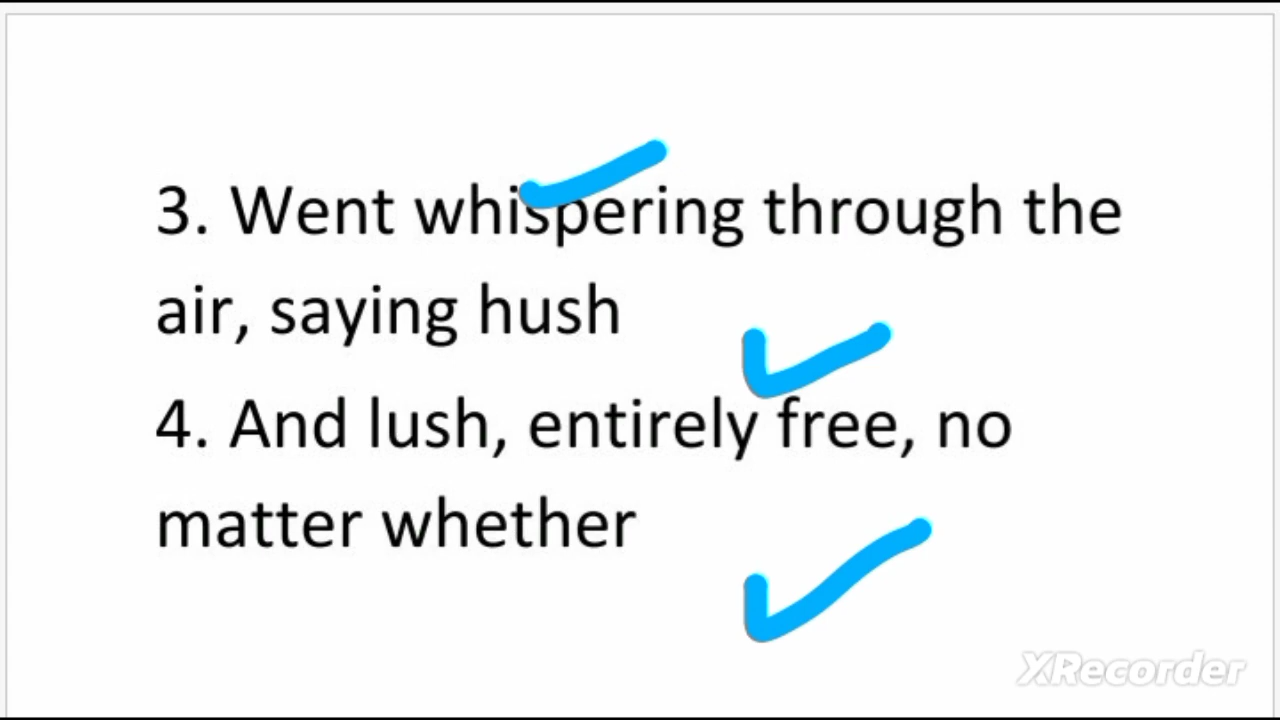 3. Went whispering through the
air, saying hush
4. And lush, entirely free, no
matter whether
XRecorder